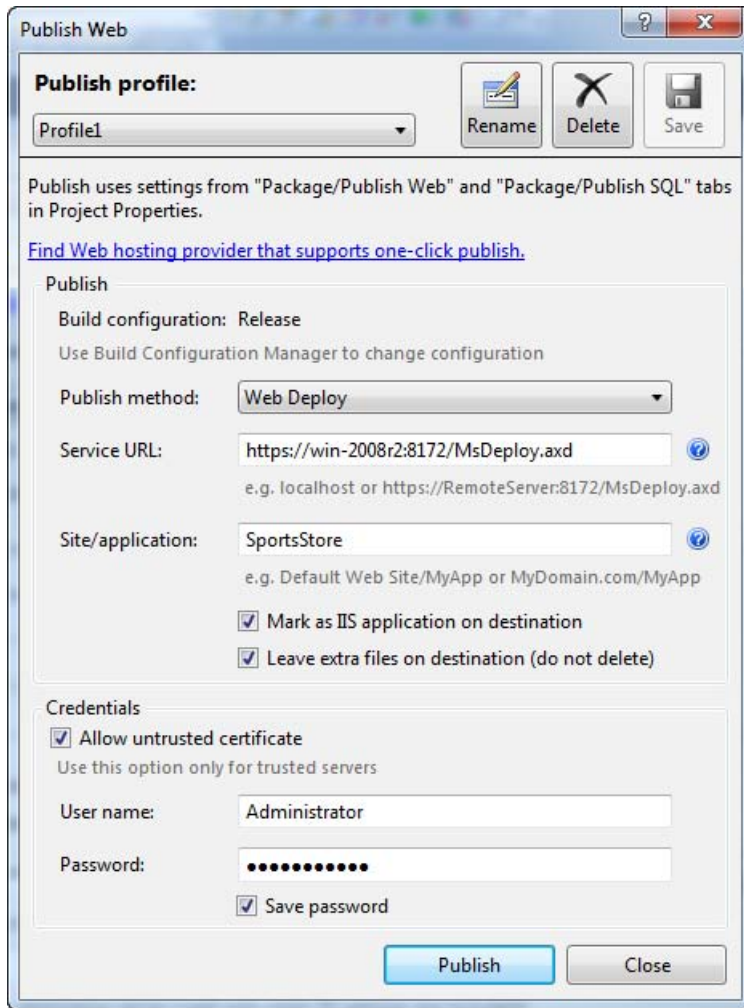 Publish Web
Publish profile:
Profile1
Rename
Delete
Save
Publish uses settings from "Package/Publish Web" and "Package/Publish SQL" tabs
in Project Properties.
Find Web hosting provider that supports one-click publish.
Publish
Build configuration: Release
Use Build Configuration Manager to change configuration
Publish method: Web Deploy
Service URL: https://win-2008r2:8172/MsDeploy.axd
e.g. localhost or https://RemoteServer:8172/MsDeploy.axd
Site/application: SportsStore
e.g. Default Web Site/MyApp or MyDomain.com/MyApp
Mark as IIS application on destination
Leave extra files on destination (do not delete)
Credentials
Allow untrusted certificate
Use this option only for trusted servers
User name: Administrator
Password: ●●●●●●●●●●●
Save password
Publish
Close